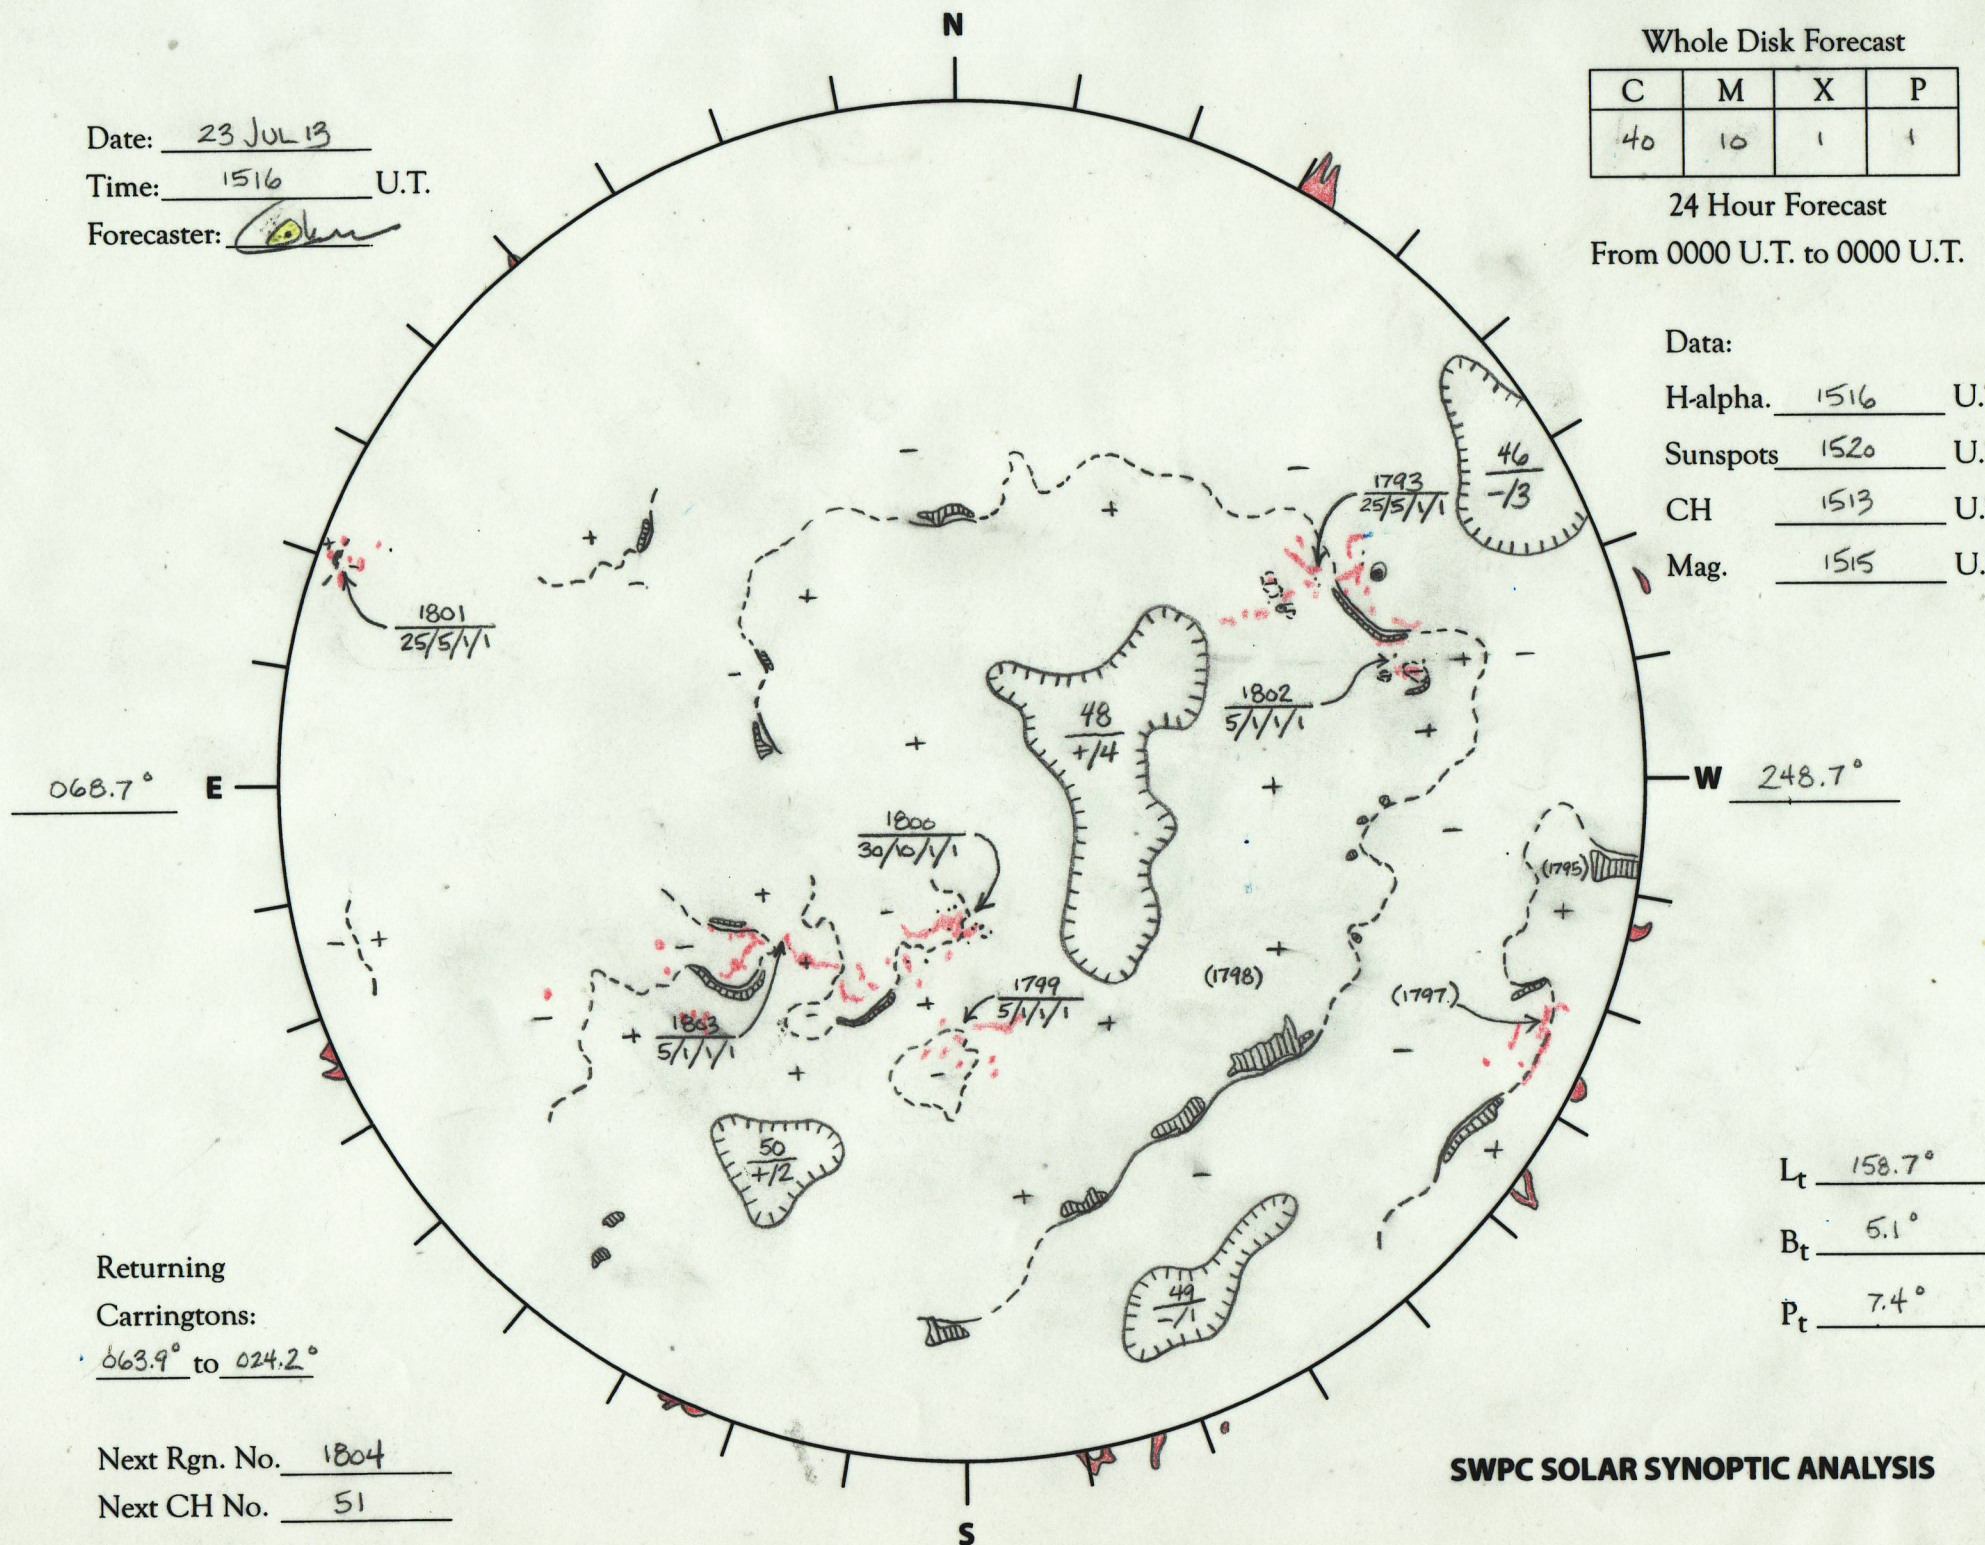 N
Whole Disk Forecast
C M X P
40 10 1 1
24 Hour Forecast
From 0000 U.T. to 0000 U.T.
Date: 23 JUL 13
Time: 1516 U.T.
Forecaster:
Data:
H-alpha. 1516 U.
Sunspots 1520 U.
CH 1513 U.
Mag. 1515 U.
46
-/3
1793
25/5/1/1
1801
25/5/1/1
1802
5/1/1/1
48
+/4
068.7° E
W 248.7°
1800
30/10/1/1
(1795)
(1798)
1799
5/1/1/1
(1797)
1803
5/1/1/1
50
+/2
49
-/1
Lt 158.7°
Bt 5.1°
Pt 7.4°
Returning
Carringtons:
063.9° to 024.2°
Next Rgn. No. 1804
Next CH No. 51
SWPC SOLAR SYNOPTIC ANALYSIS
S